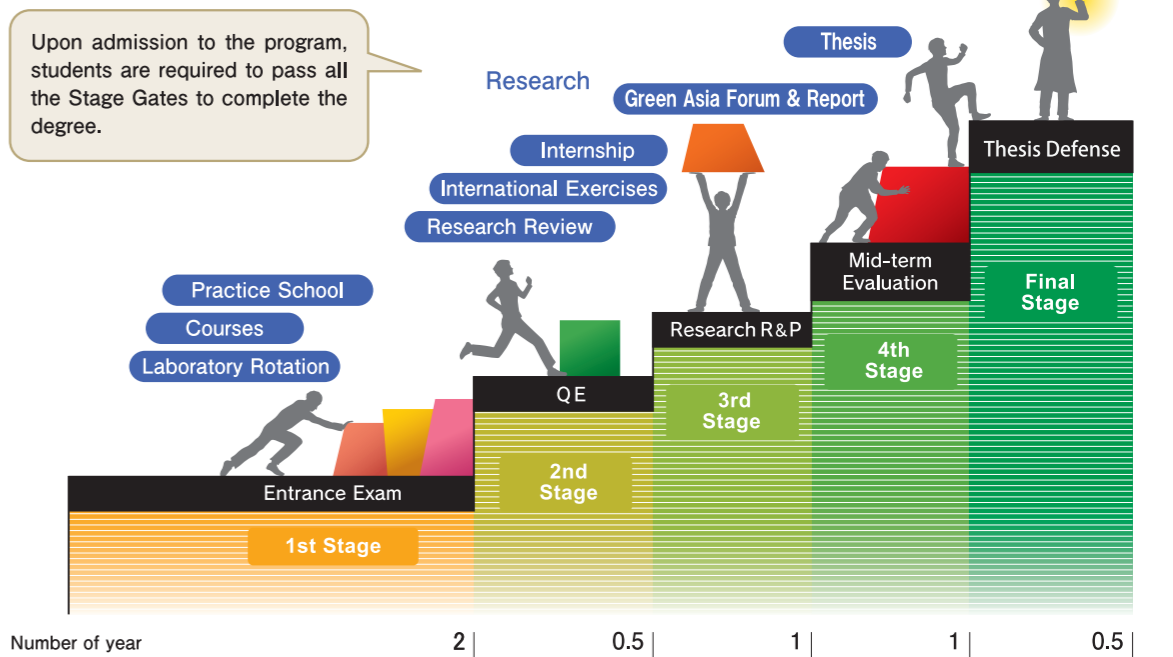 Upon admission to the program,
students are required to pass all
the Stage Gates to complete the
degree.
Research
Thesis
Green Asia Forum & Report
Internship
International Exercises
Research Review
Practice School
Courses
Laboratory Rotation
Thesis Defense
Mid-term
Evaluation
Research R&P
QE
Entrance Exam
1st Stage
2nd
Stage
3rd
Stage
4th
Stage
Final
Stage
Number of year 2 0.5 1 1 0.5